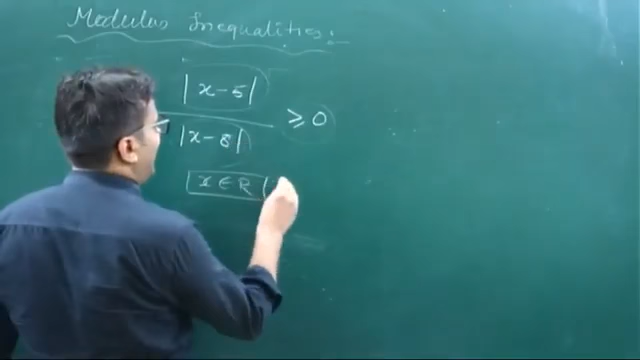 Modulus Inequalities:-
|x-5|
|x-8|
≥ 0
x ∈ R